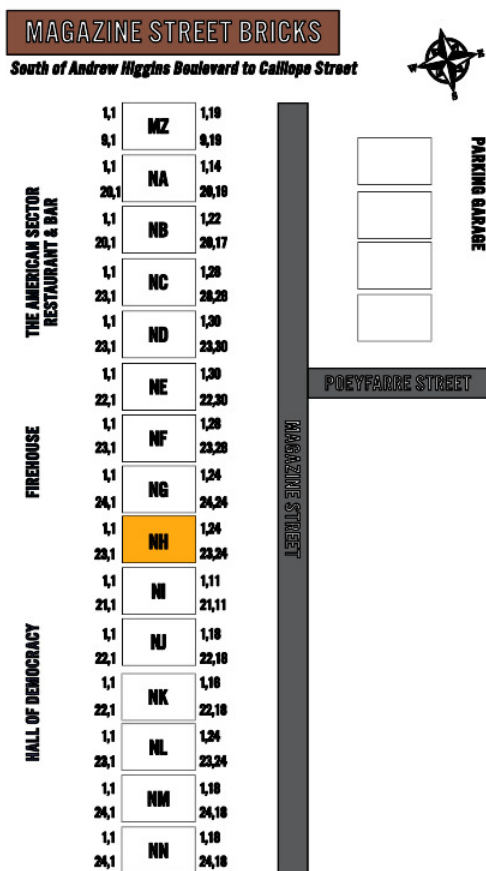 MAGAZINE STREET BRICKS
South of Andrew Higgins Boulevard to Calliope Street
1,1 MZ 1,19
9,1 9,19
1,1 NA 1,14
20,1 20,18
1,1 NB 1,22
20,1 20,17
1,1 NC 1,28
23,1 28,28
1,1 ND 1,30
23,1 23,30
1,1 NE 1,30
22,1 22,30
1,1 NF 1,28
23,1 23,28
1,1 NG 1,24
24,1 24,24
1,1 NH 1,24
23,1 23,24
1,1 NI 1,11
21,1 21,11
1,1 NJ 1,18
22,1 22,18
1,1 NK 1,18
22,1 22,18
1,1 NL 1,24
23,1 23,24
1,1 NM 1,18
24,1 24,18
1,1 NN 1,18
24,1 24,18
THE AMERICAN SECTOR
RESTAURANT & BAR
FIREHOUSE
HALL OF DEMOCRACY
MAGAZINE STREET
POEYFARRE STREET
PARKING GARAGE